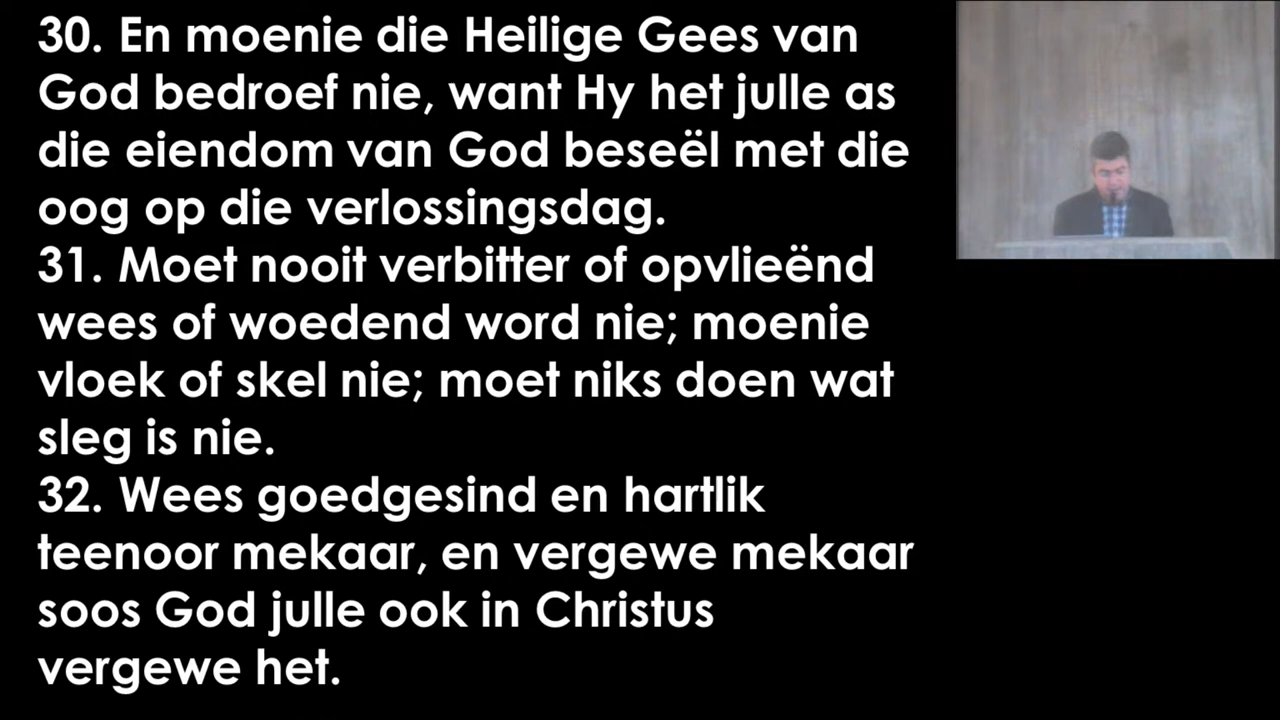 30. En moenie die Heilige Gees van
God bedroef nie, want Hy het julle as
die eiendom van God beseël met die
oog op die verlossingsdag.
31. Moet nooit verbitter of opvlieënd
wees of woedend word nie; moenie
vloek of skel nie; moet niks doen wat
sleg is nie.
32. Wees goedgesind en hartlik
teenoor mekaar, en vergewe mekaar
soos God julle ook in Christus
vergewe het.